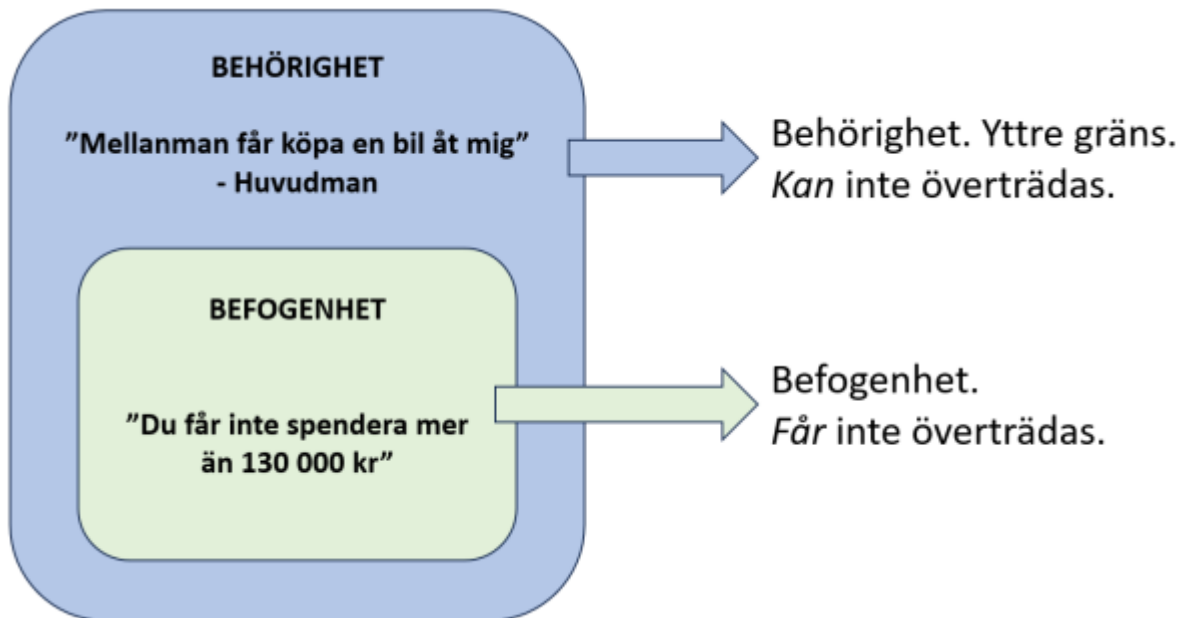 BEHÖRIGHET
”Mellanman får köpa en bil åt mig”
- Huvudman
Behörighet. Yttre gräns.
Kan inte överträdas.
BEFOGENHET
”Du får inte spendera mer
än 130 000 kr”
Befogenhet.
Får inte överträdas.